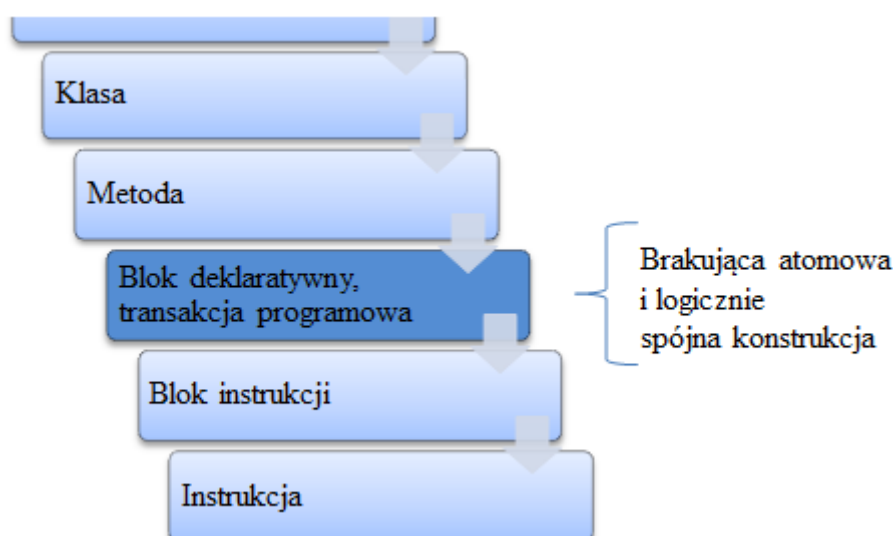 Klasa
Metoda
Blok deklaratywny,
transakcja programowa
Brakująca atomowa
i logicznie
spójna konstrukcja
Blok instrukcji
Instrukcja